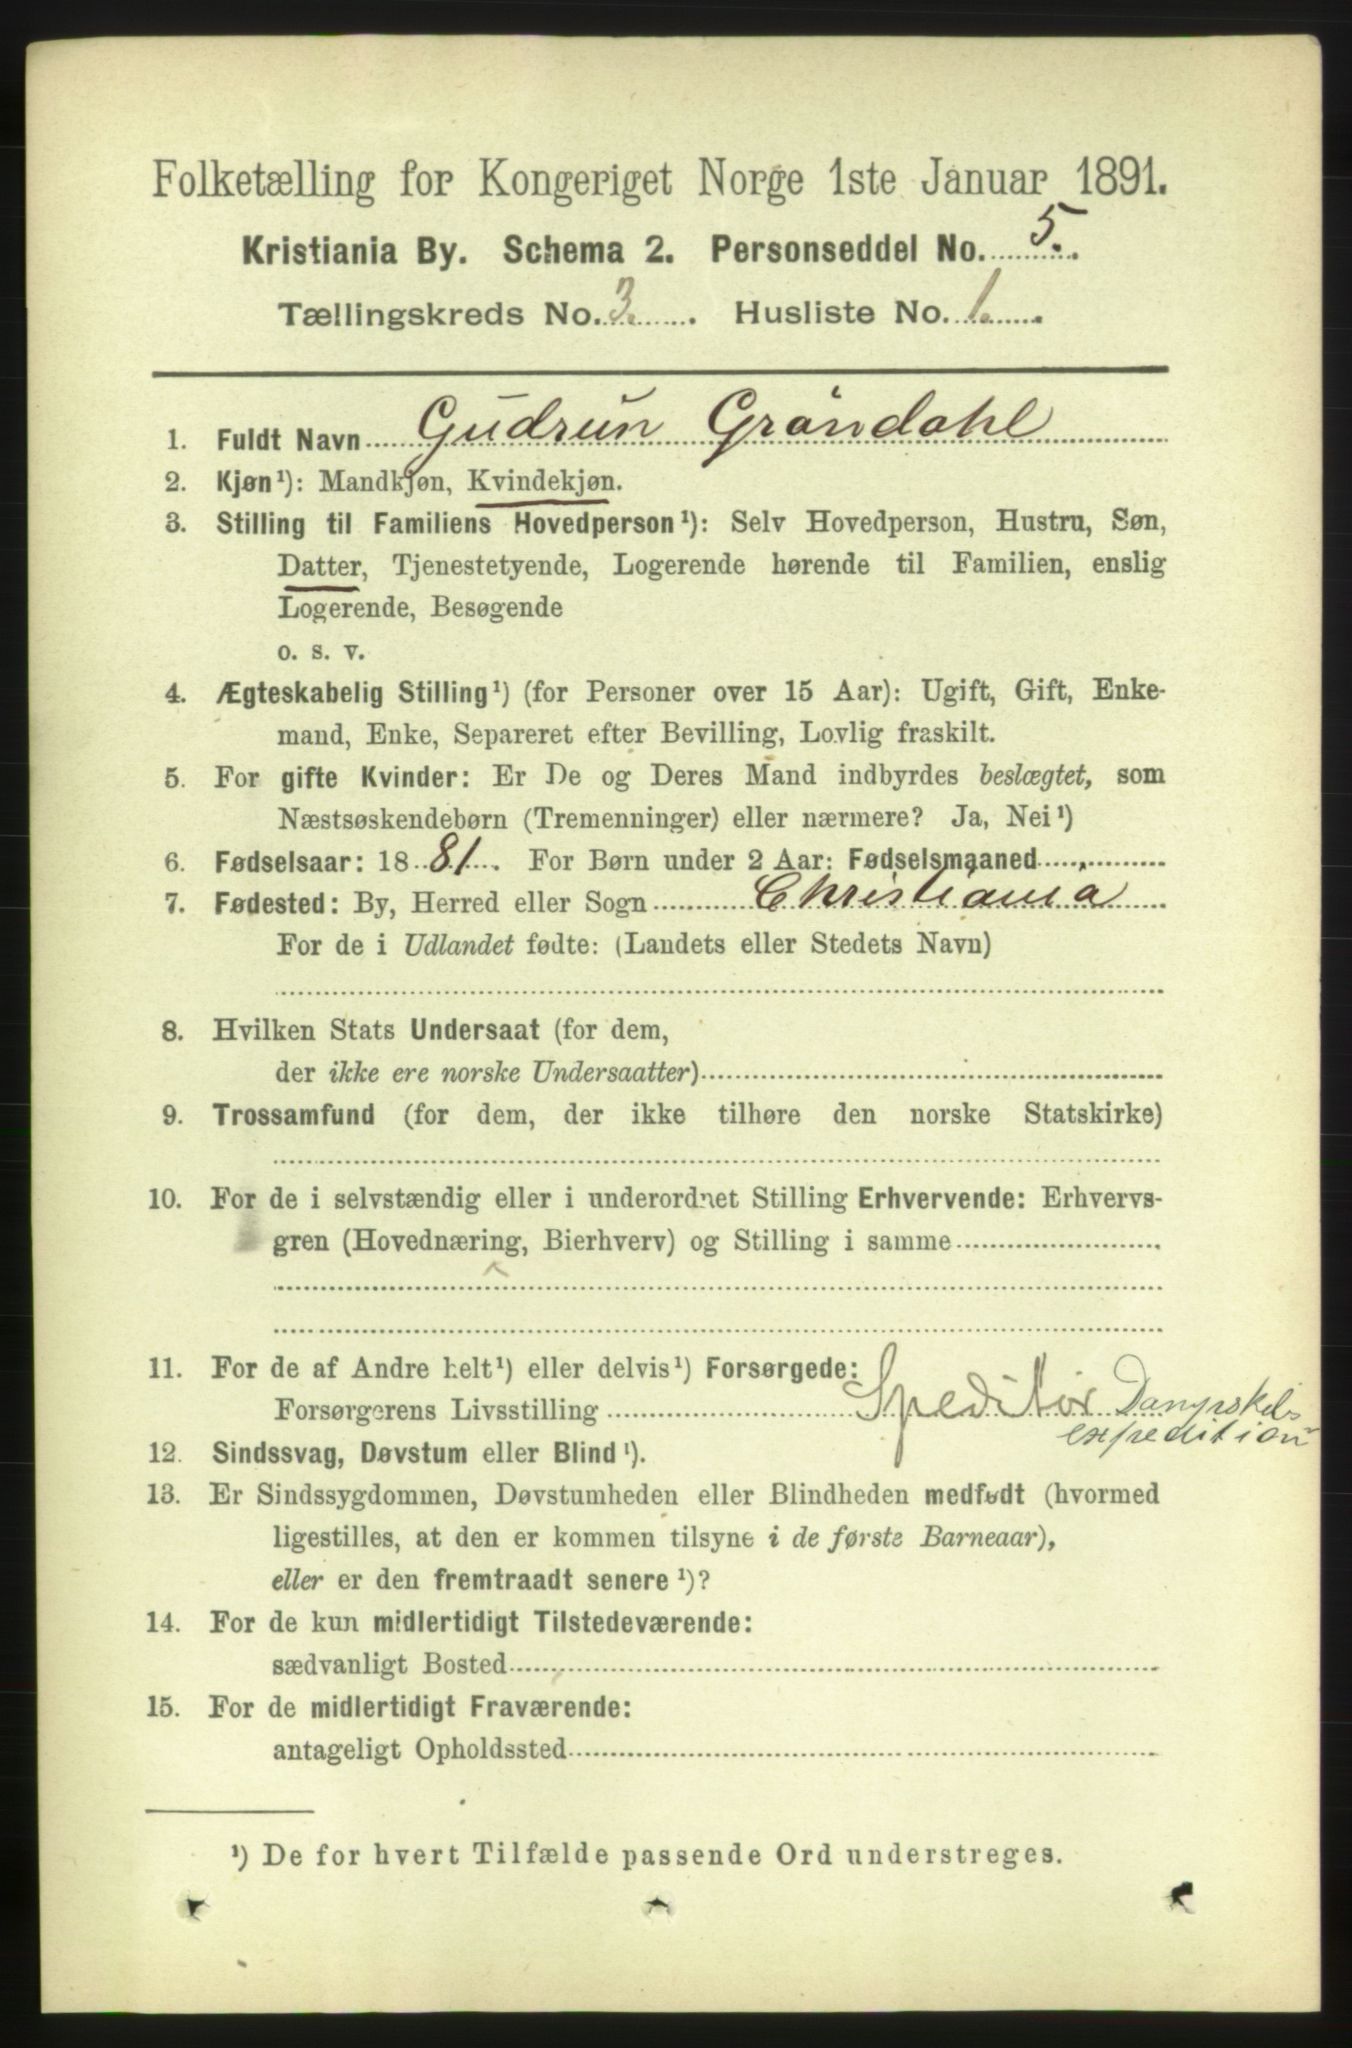 Folketælling for Kongeriget Norge 1ste Januar 1891.
Kristiania By. Schema 2. Personseddel No. 5.
Tællingskreds No. 3. Husliste No. 1.
1. Fuldt Navn Gudrun Gröndahl
2. Kjøn¹): Mandkjøn, Kvindekjøn.
3. Stilling til Familiens Hovedperson¹): Selv Hovedperson, Hustru, Søn,
Datter, Tjenestetyende, Logerende hørende til Familien, enslig
Logerende, Besøgende
o. s. v.
4. Ægteskabelig Stilling¹) (for Personer over 15 Aar): Ugift, Gift, Enke-
mand, Enke, Separeret efter Bevilling, Lovlig fraskilt.
5. For gifte Kvinder: Er De og Deres Mand indbyrdes beslægtet, som
Næstsøskendebørn (Tremenninger) eller nærmere? Ja, Nei¹)
6. Fødselsaar: 1881. For Børn under 2 Aar: Fødselsmaaned
7. Fødested: By, Herred eller Sogn Christiania
For de i Udlandet fødte: (Landets eller Stedets Navn)
8. Hvilken Stats Undersaat (for dem,
der ikke ere norske Undersaatter)
9. Trossamfund (for dem, der ikke tilhøre den norske Statskirke)
10. For de i selvstændig eller i underordnet Stilling Erhvervende: Erhvervs-
gren (Hovednæring, Bierhverv) og Stilling i samme
11. For de af Andre helt¹) eller delvis¹) Forsørgede:
Forsørgerens Livsstilling Speditör Dampskibs
expedition
12. Sindssvag, Døvstum eller Blind¹).
13. Er Sindssygdommen, Døvstumheden eller Blindheden medfødt (hvormed
ligestilles, at den er kommen tilsyne i de første Barneaar),
eller er den fremtraadt senere¹)?
14. For de kun midlertidigt Tilstedeværende:
sædvanligt Bosted
15. For de midlertidigt Fraværende:
antageligt Opholdssted
¹) De for hvert Tilfælde passende Ord understreges.